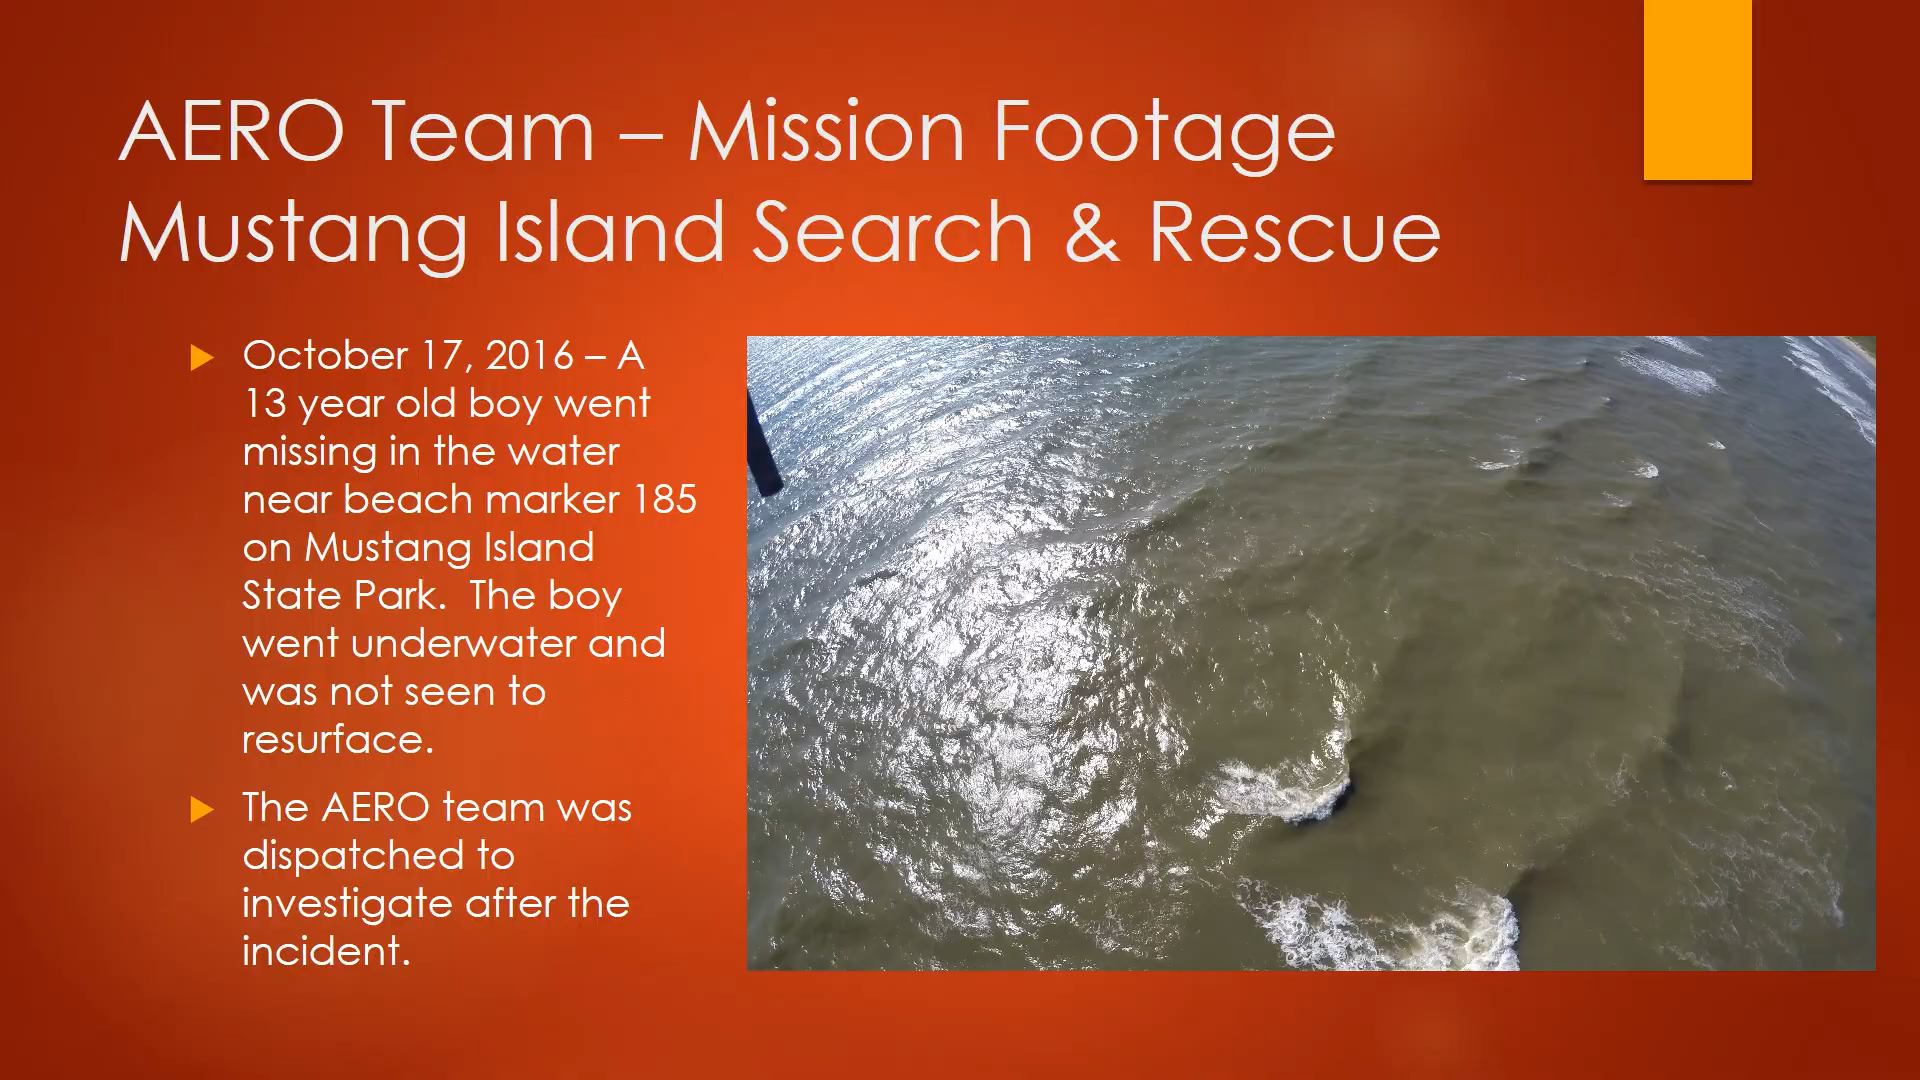 AERO Team – Mission Footage
Mustang Island Search & Rescue
October 17, 2016 – A
13 year old boy went
missing in the water
near beach marker 185
on Mustang Island
State Park.  The boy
went underwater and
was not seen to
resurface.
The AERO team was
dispatched to
investigate after the
incident.